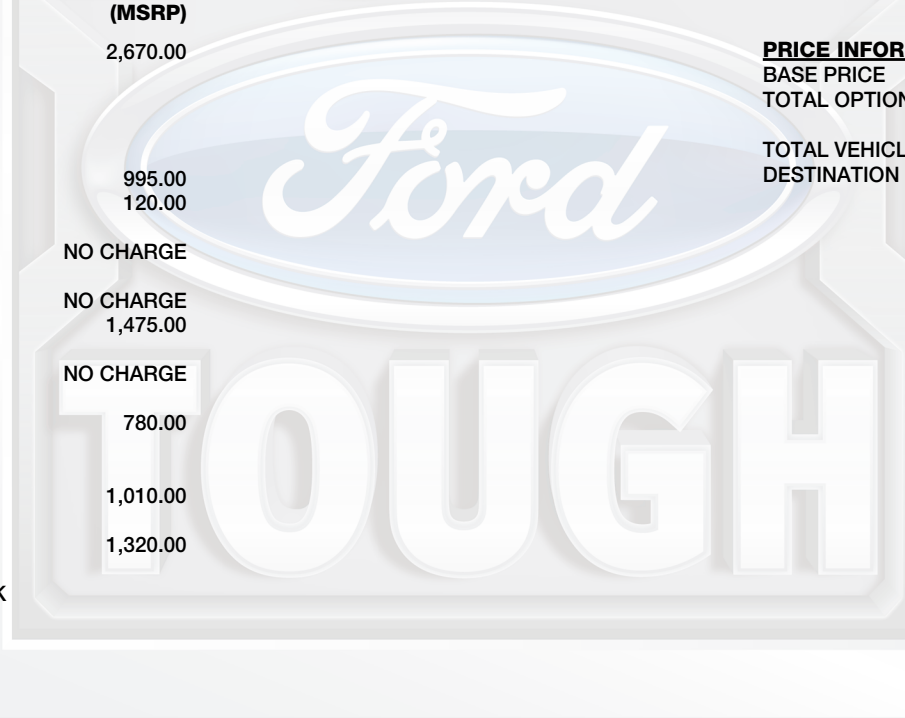 (MSRP)
2,670.00
995.00
120.00
NO CHARGE
NO CHARGE
1,475.00
NO CHARGE
780.00
1,010.00
1,320.00
K
PRICE INFOR
BASE PRICE
TOTAL OPTION
TOTAL VEHICL
DESTINATION
Ford
TOUGH